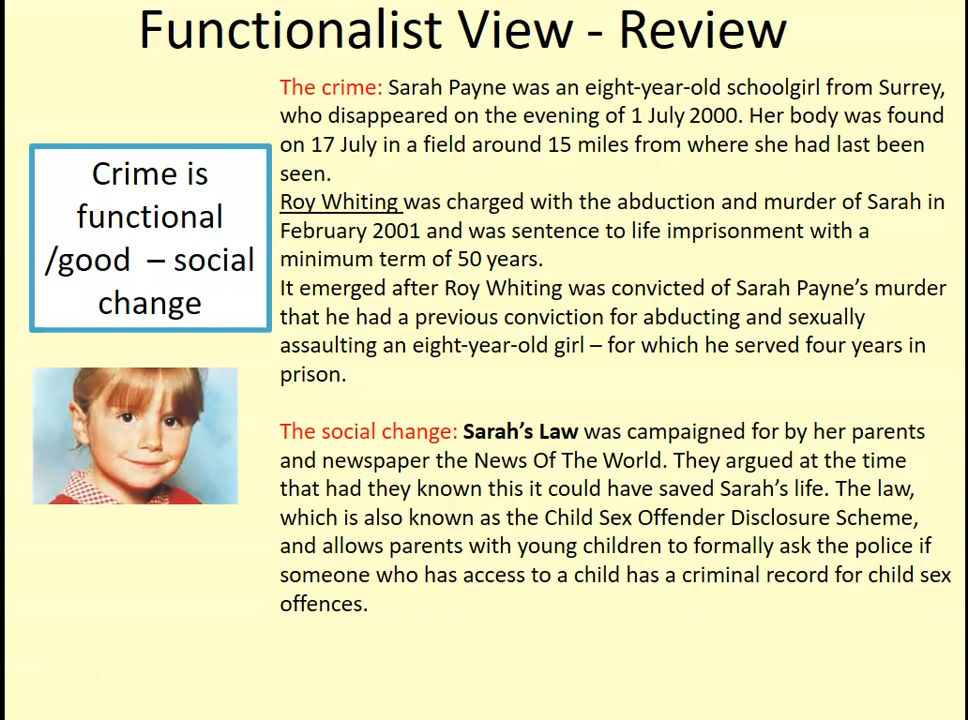 Functionalist View - Review
Crime is
functional
/good – social
change
The crime: Sarah Payne was an eight-year-old schoolgirl from Surrey,
who disappeared on the evening of 1 July 2000. Her body was found
on 17 July in a field around 15 miles from where she had last been
seen.
Roy Whiting was charged with the abduction and murder of Sarah in
February 2001 and was sentence to life imprisonment with a
minimum term of 50 years.
It emerged after Roy Whiting was convicted of Sarah Payne's murder
that he had a previous conviction for abducting and sexually
assaulting an eight-year-old girl – for which he served four years in
prison.
The social change: Sarah's Law was campaigned for by her parents
and newspaper the News Of The World. They argued at the time
that had they known this it could have saved Sarah's life. The law,
which is also known as the Child Sex Offender Disclosure Scheme,
and allows parents with young children to formally ask the police if
someone who has access to a child has a criminal record for child sex
offences.